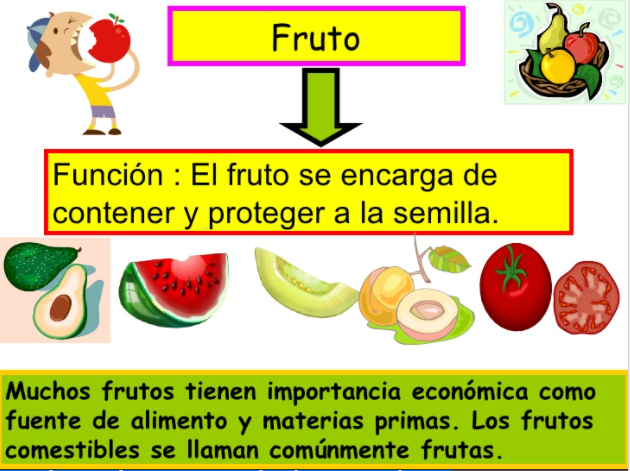 Fruto
Función : El fruto se encarga de
contener y proteger a la semilla.
Muchos frutos tienen importancia económica como
fuente de alimento y materias primas. Los frutos
comestibles se llaman comúnmente frutas.